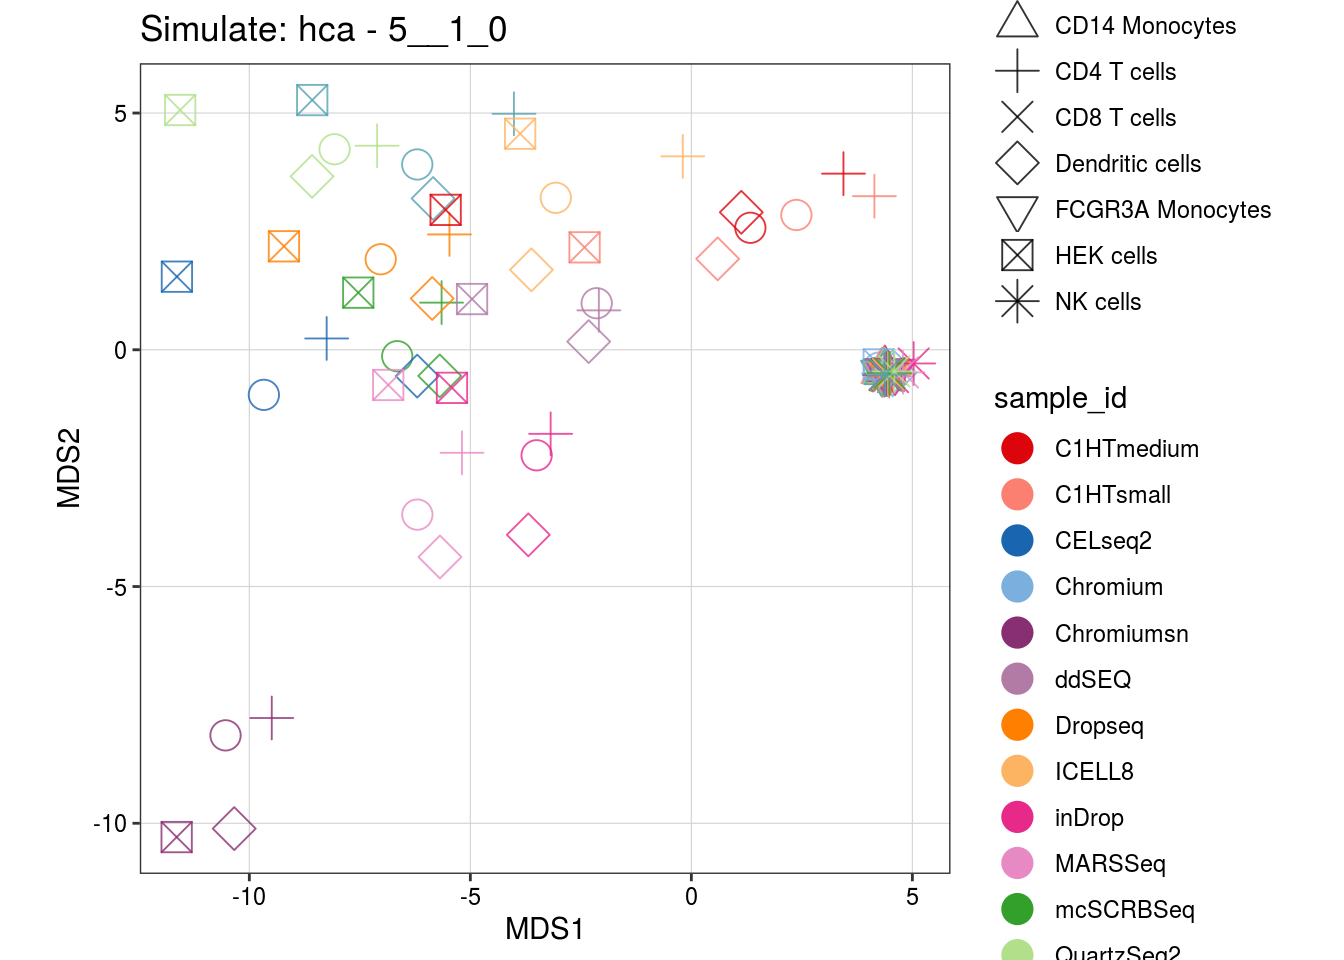 Simulate: hca - 5__1_0
5
0
-5
-10
-10
-5
0
5
MDS1
MDS2
CD14 Monocytes
CD4 T cells
CD8 T cells
Dendritic cells
FCGR3A Monocytes
HEK cells
NK cells
sample_id
C1HTmedium
C1HTsmall
CELseq2
Chromium
Chromiumsn
ddSEQ
Dropseq
ICELL8
inDrop
MARSSeq
mcSCRBSeq
QuartzSeq2